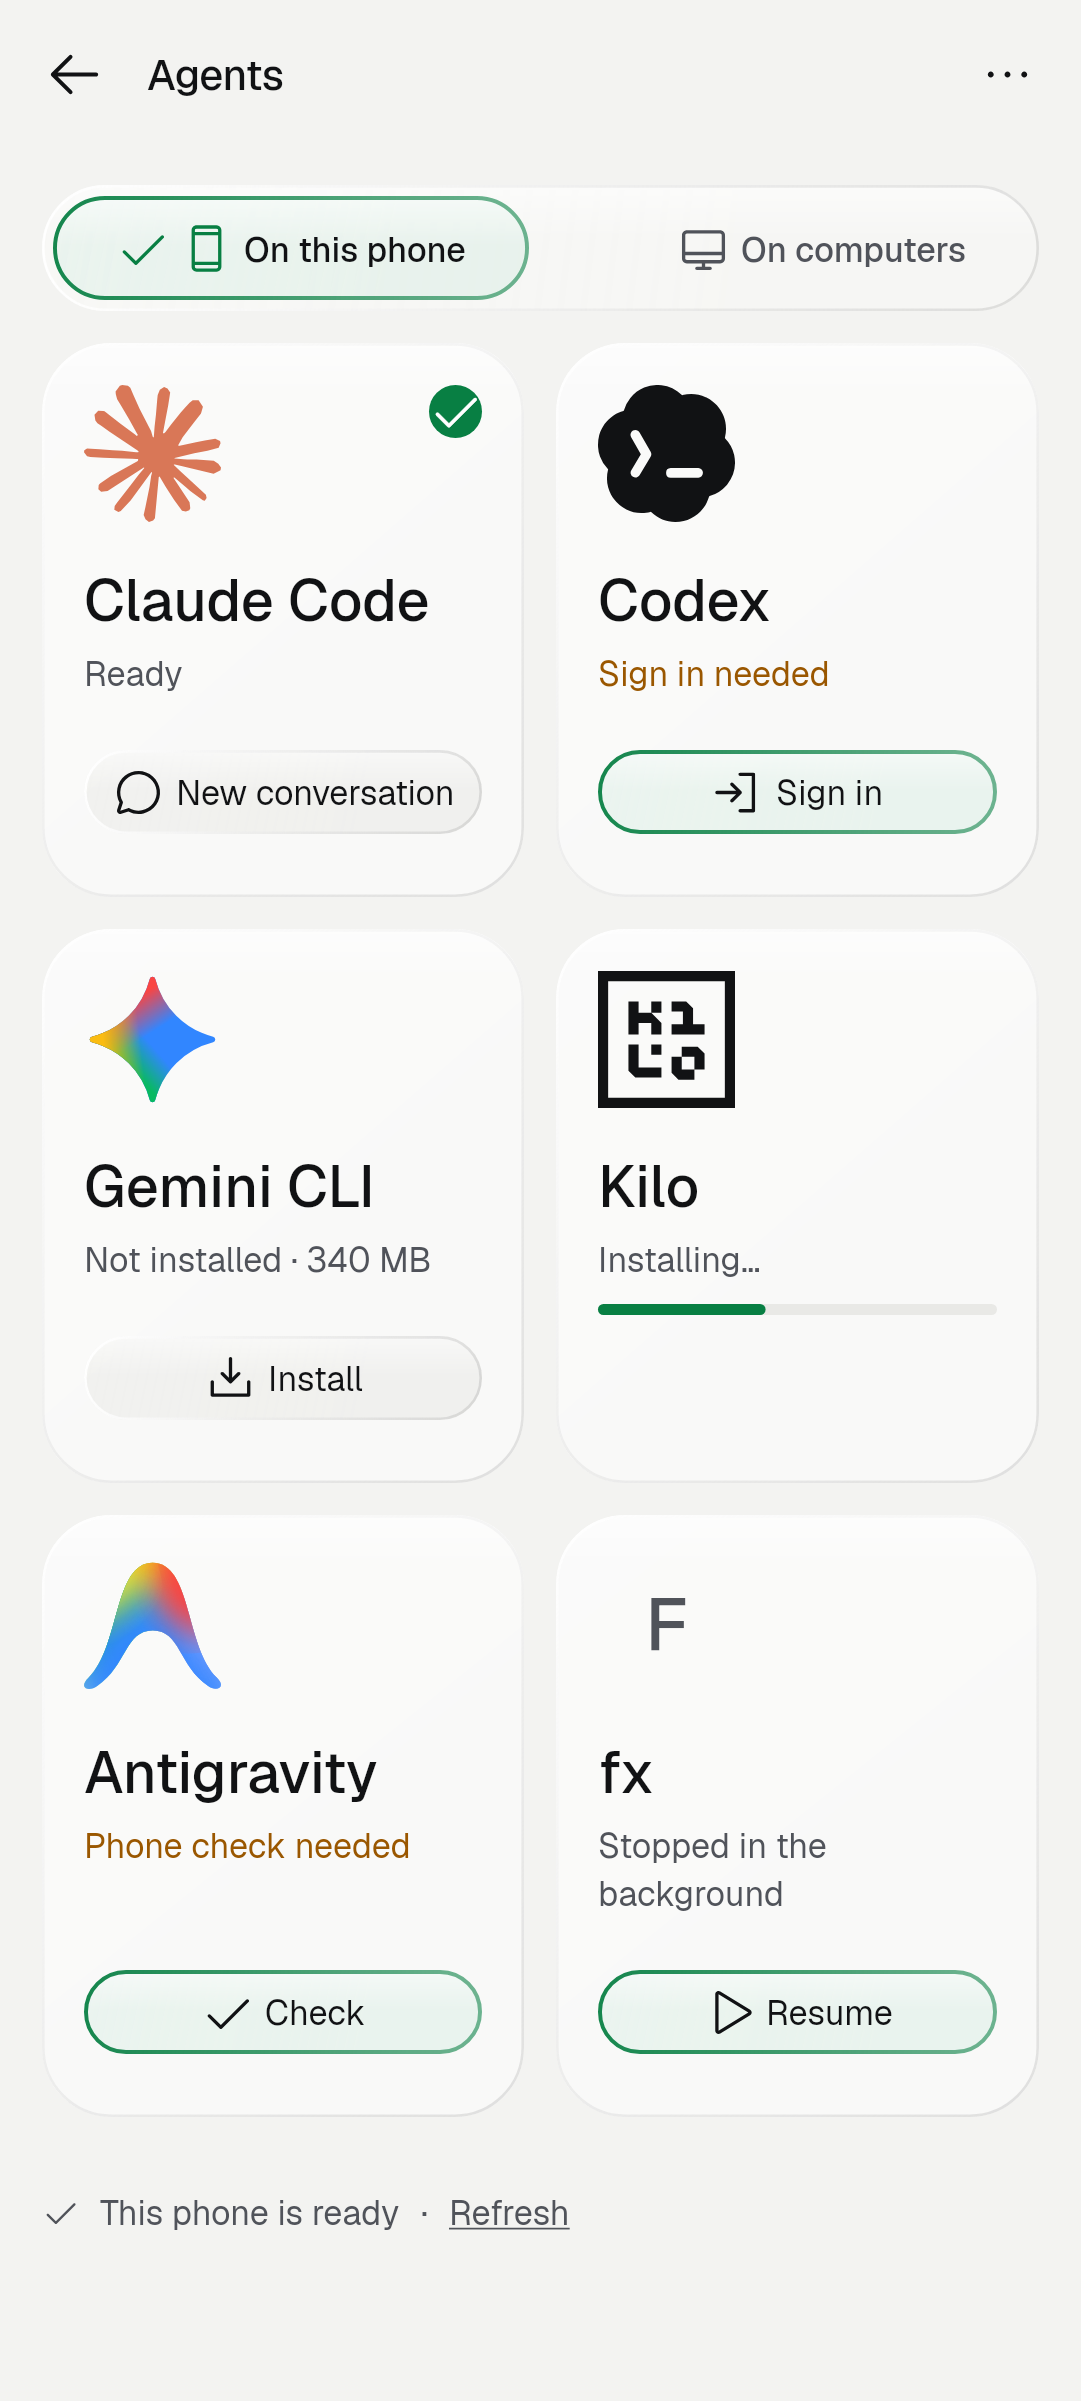 Agents
On this phone
On computers
Claude Code
Ready
New conversation
Codex
Sign in needed
Sign in
Gemini CLI
Not installed · 340 MB
Install
K1
LO
Kilo
Installing…
Antigravity
Phone check needed
Check
F
fx
Stopped in the
background
Resume
This phone is ready · Refresh